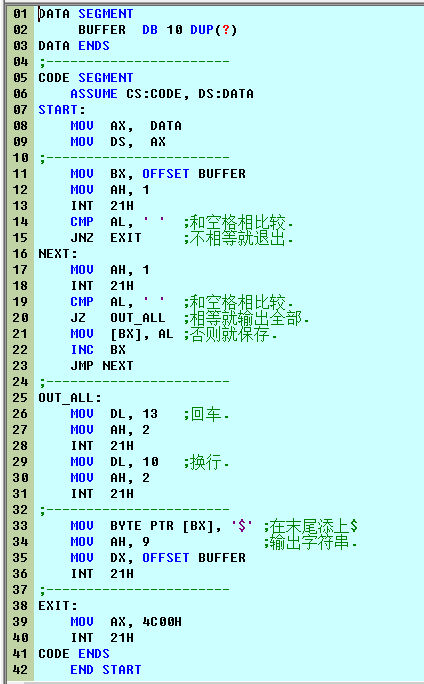 01 DATA SEGMENT
02      BUFFER  DB 10 DUP(?)
03 DATA ENDS
04 ;-----------------------
05 CODE SEGMENT
06     ASSUME CS:CODE, DS:DATA
07 START:
08     MOV  AX,  DATA
09     MOV  DS,  AX
10 ;-----------------------
11     MOV  BX, OFFSET BUFFER
12     MOV  AH, 1
13     INT  21H
14     CMP  AL, ' '  ;和空格相比较.
15     JNZ  EXIT     ;不相等就退出.
16 NEXT:
17     MOV  AH, 1
18     INT  21H
19     CMP  AL, ' '  ;和空格相比较.
20     JZ   OUT_ALL  ;相等就输出全部.
21     MOV  [BX], AL ;否则就保存.
22     INC  BX
23     JMP NEXT
24 ;-----------------------
25 OUT_ALL:
26     MOV  DL, 13   ;回车.
27     MOV  AH, 2
28     INT  21H
29     MOV  DL, 10   ;换行.
30     MOV  AH, 2
31     INT  21H
32 ;-----------------------
33     MOV  BYTE PTR [BX], '$' ;在末尾添上$
34     MOV  AH, 9              ;输出字符串.
35     MOV  DX, OFFSET BUFFER
36     INT  21H
37 ;-----------------------
38 EXIT:
39     MOV  AX, 4C00H
40     INT  21H
41 CODE ENDS
42     END START